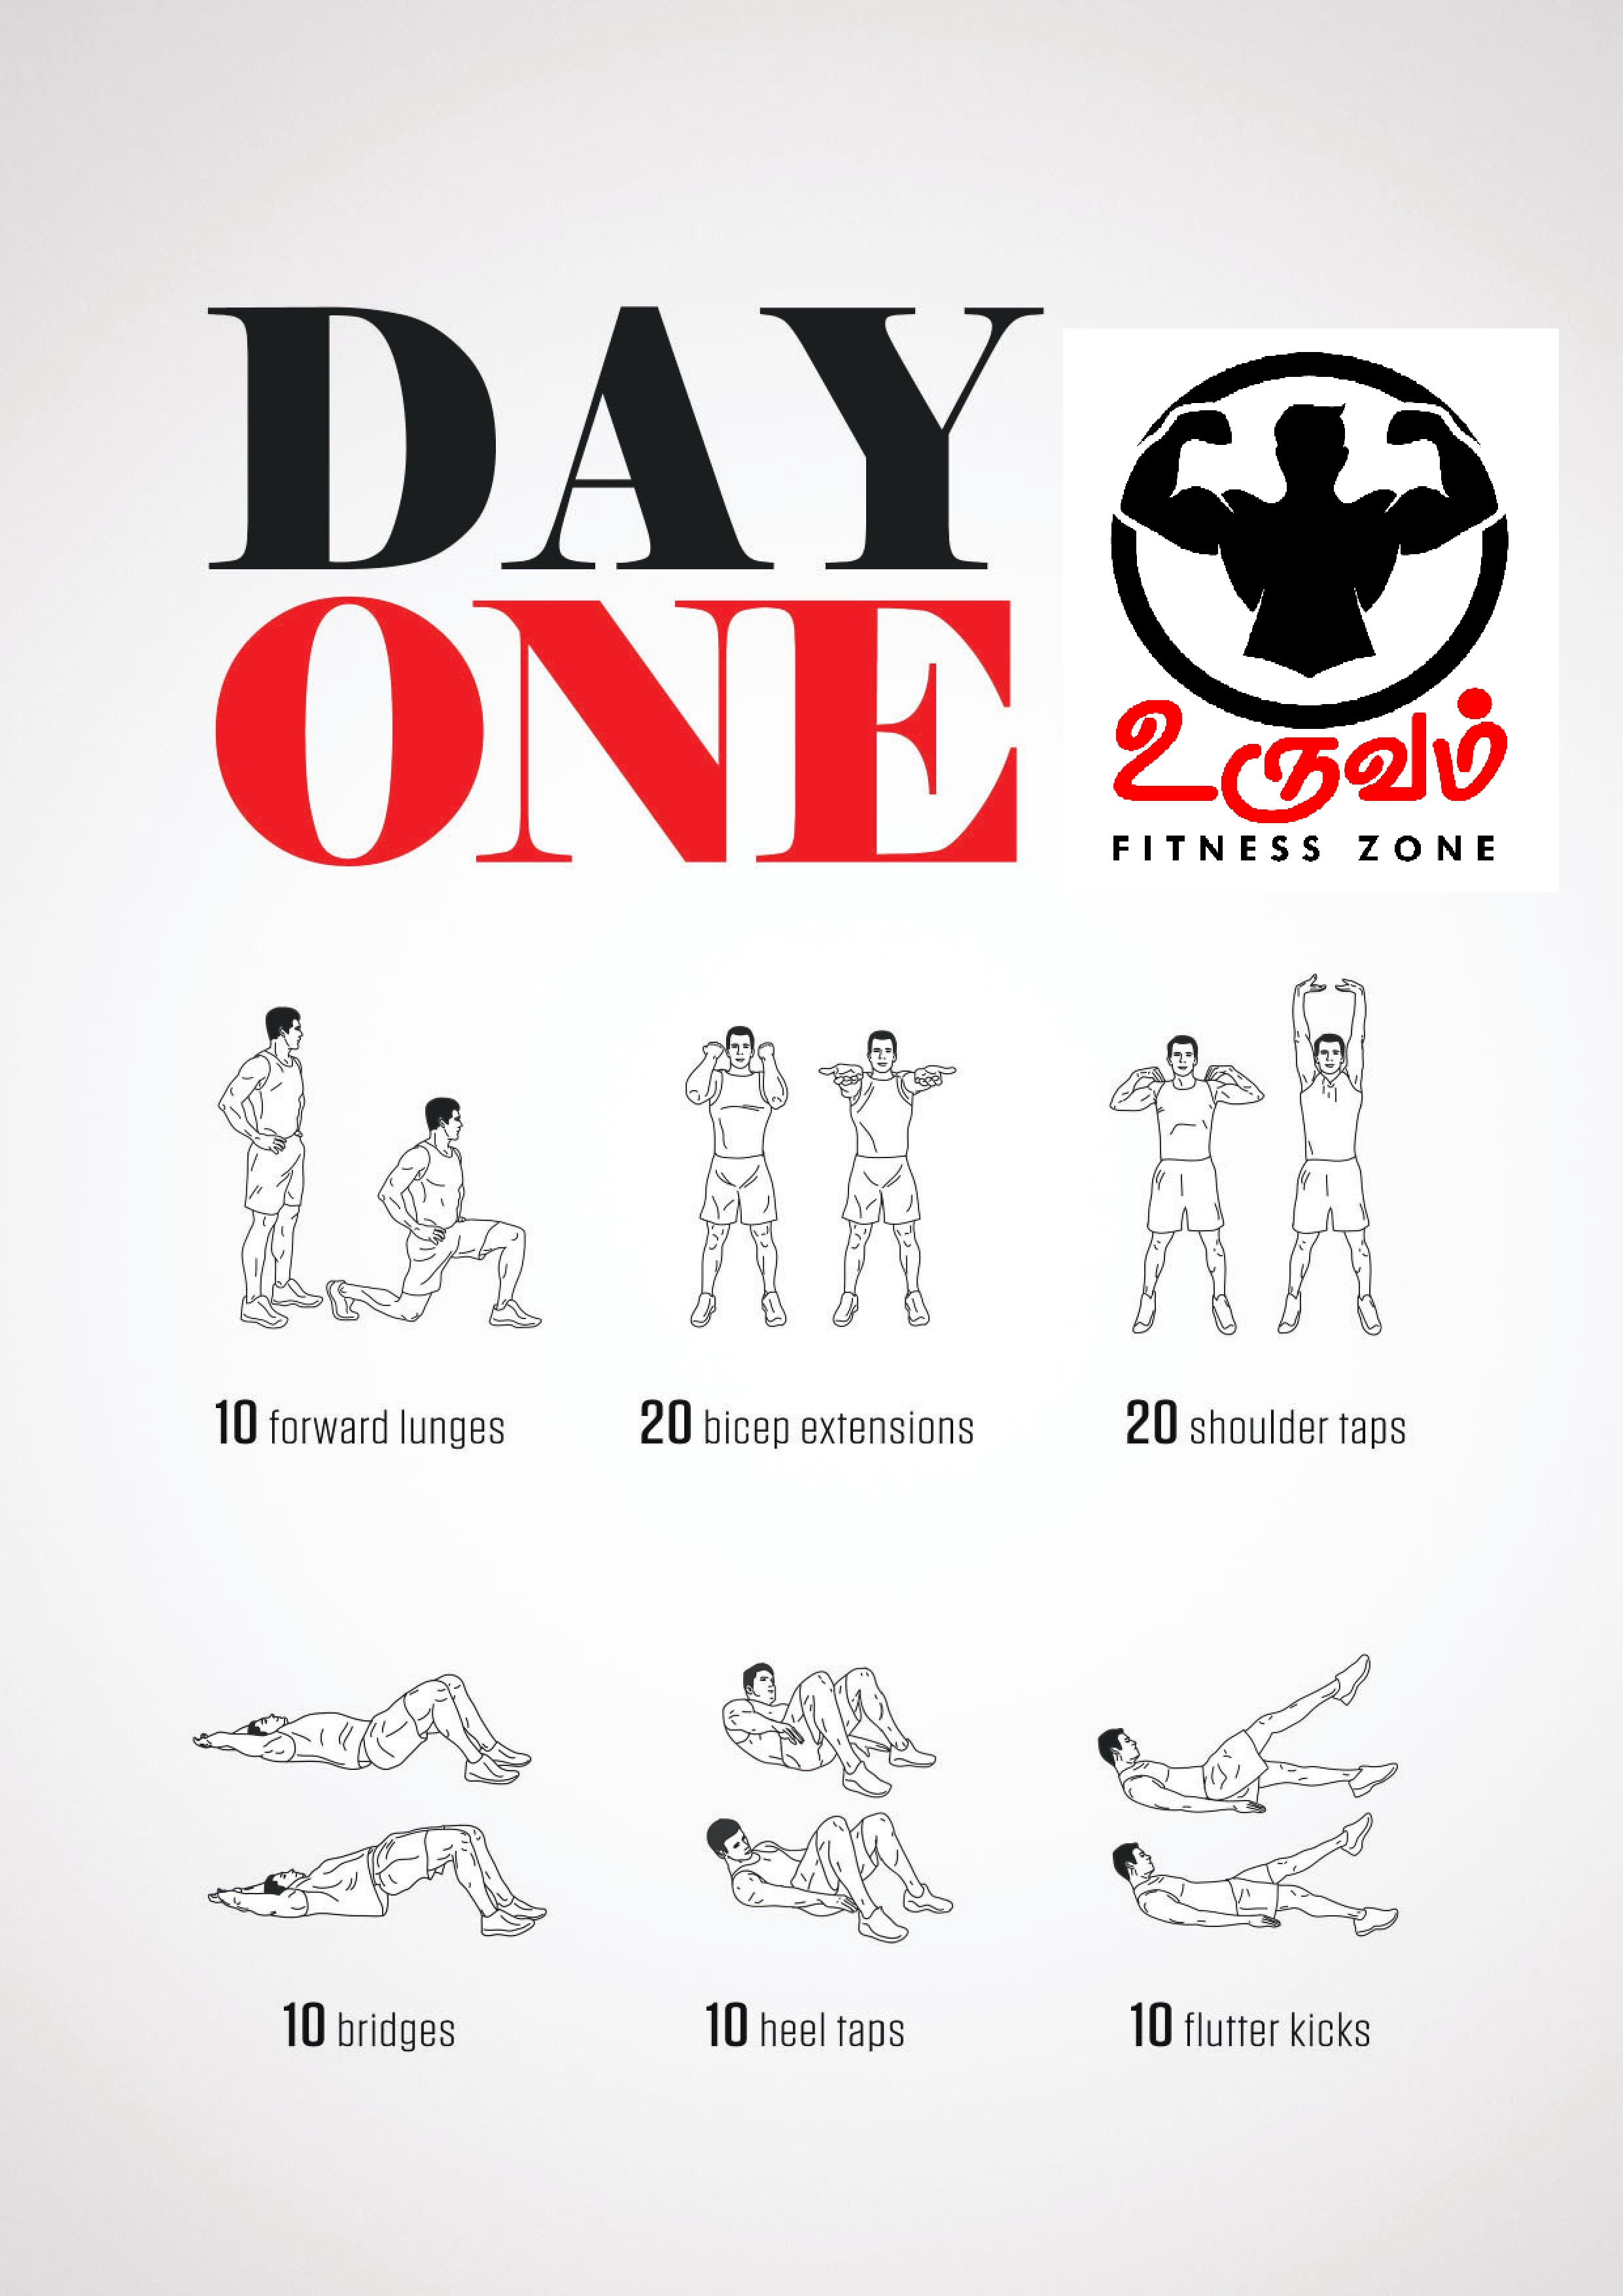 DAY
ONE
உருவம்
FITNESS ZONE
10 forward lunges
20 bicep extensions
20 shoulder taps
10 bridges
10 heel taps
10 flutter kicks